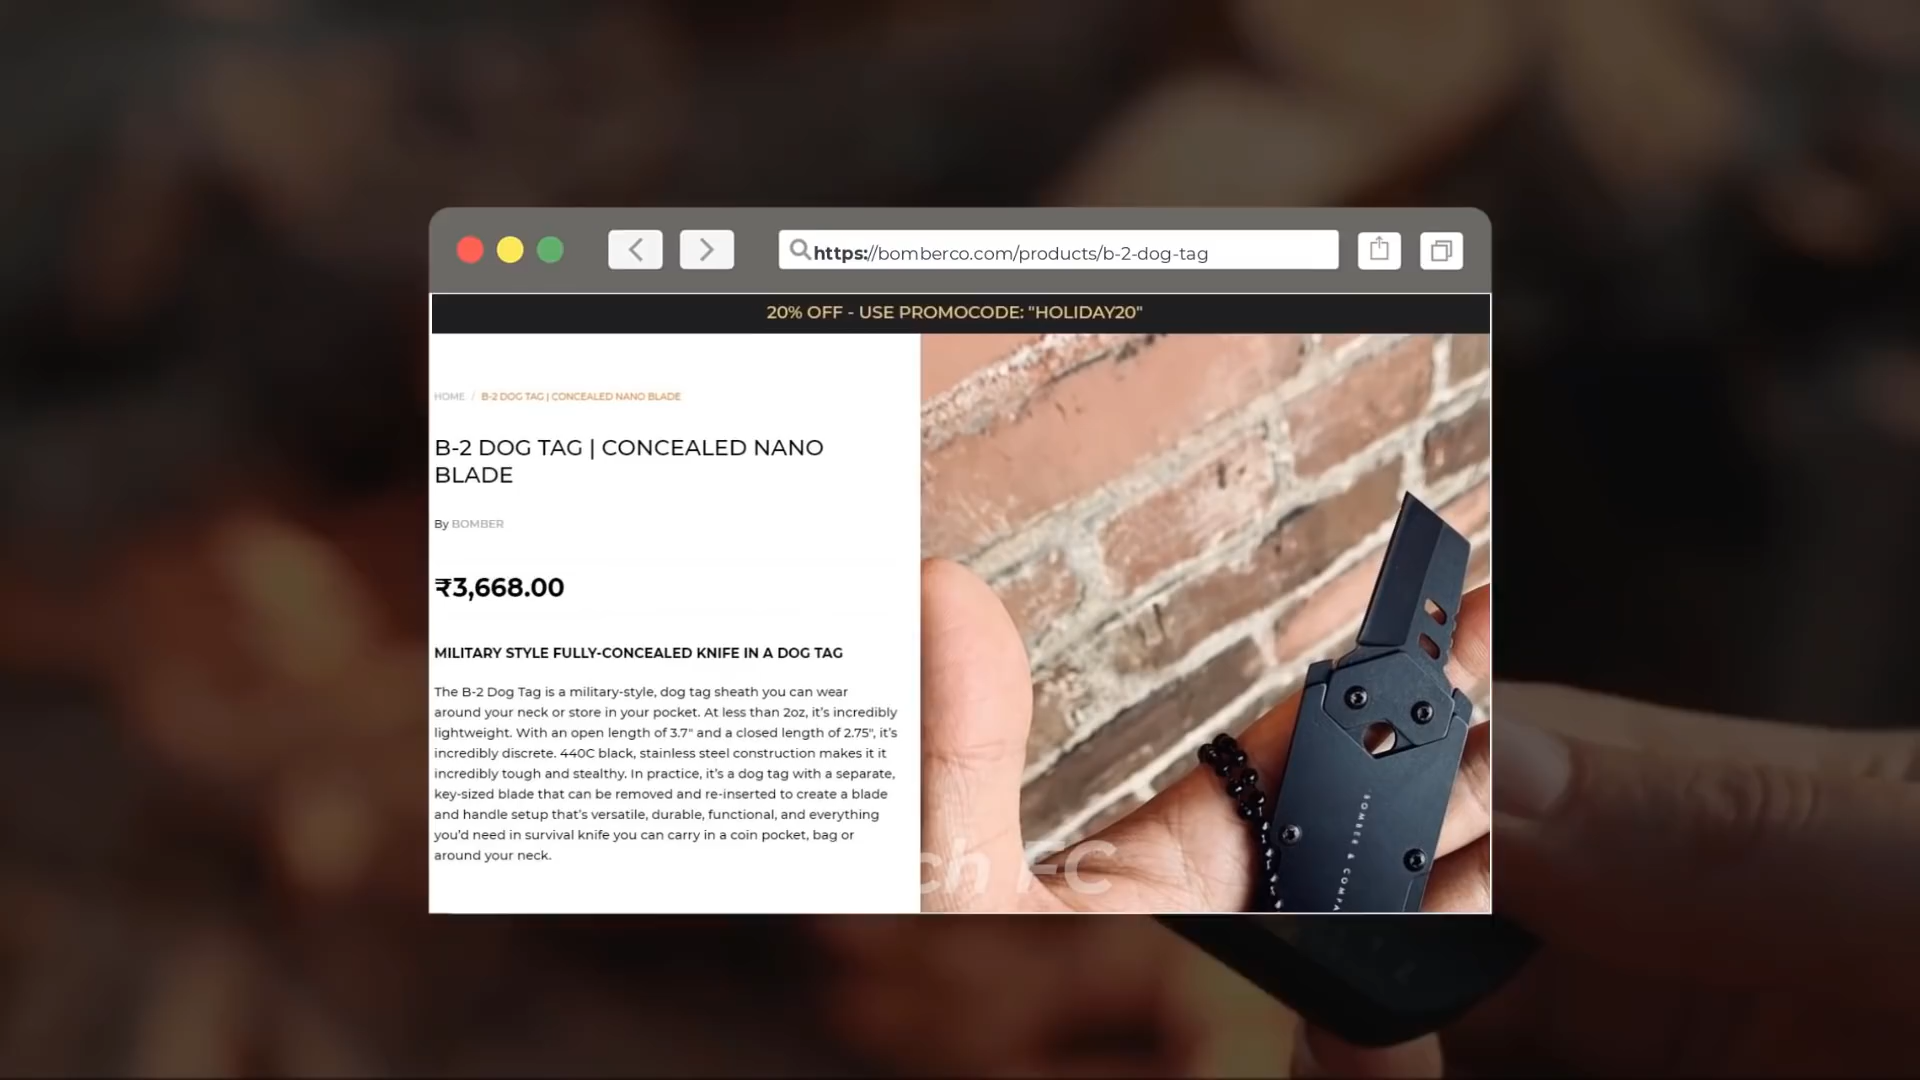 https://bomberco.com/products/b-2-dog-tag
20% OFF - USE PROMOCODE: "HOLIDAY20"
HOME / B-2 DOG TAG | CONCEALED NANO BLADE
B-2 DOG TAG | CONCEALED NANO
BLADE
By BOMBER
₹3,668.00
MILITARY STYLE FULLY-CONCEALED KNIFE IN A DOG TAG
The B-2 Dog Tag is a military-style, dog tag sheath you can wear
around your neck or store in your pocket. At less than 2oz, it's incredibly
lightweight. With an open length of 3.7" and a closed length of 2.75", it's
incredibly discrete. 440C black, stainless steel construction makes it it
incredibly tough and stealthy. In practice, it's a dog tag with a separate,
key-sized blade that can be removed and re-inserted to create a blade
and handle setup that's versatile, durable, functional, and everything
you'd need in survival knife you can carry in a coin pocket, bag or
around your neck.
BOMBER & COMPA
ch FC